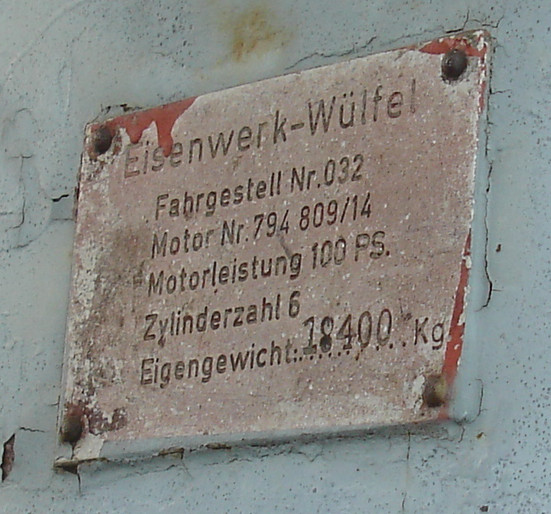 Eisenwerk-Wülfel
Fahrgestell Nr. 032
Motor Nr. 794 809/14
Motorleistung 100 PS.
Zylinderzahl 6
Eigengewicht: 18400 Kg